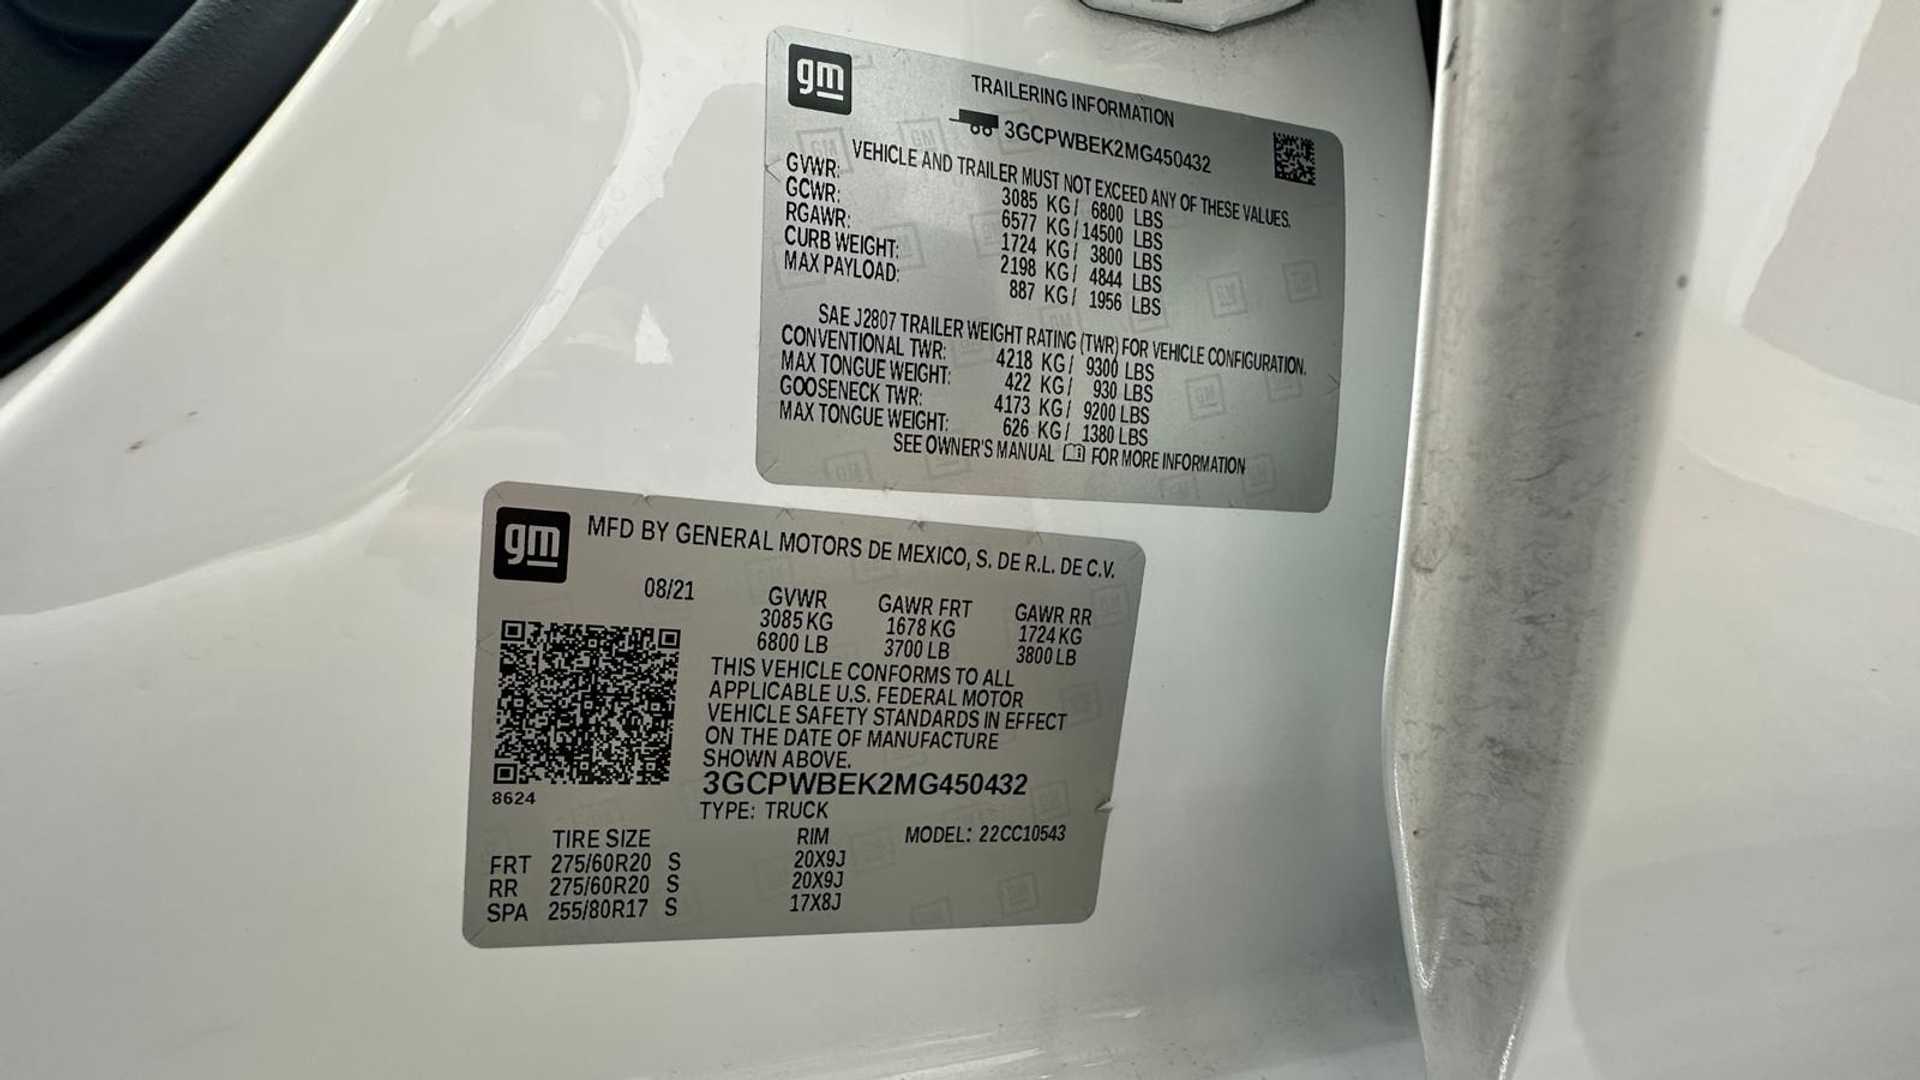 gm
TRAILERING INFORMATION
3GCPWBEK2MG450432
VEHICLE AND TRAILER MUST NOT EXCEED ANY OF THESE VALUES.
GVWR: 3085 KG/ 6800 LBS
GCWR: 6577 KG/14500 LBS
RGAWR: 1724 KG/ 3800 LBS
CURB WEIGHT: 2198 KG/ 4844 LBS
MAX PAYLOAD: 887 KG/ 1956 LBS
SAE J2807 TRAILER WEIGHT RATING (TWR) FOR VEHICLE CONFIGURATION.
CONVENTIONAL TWR: 4218 KG/ 9300 LBS
MAX TONGUE WEIGHT: 422 KG/ 930 LBS
GOOSENECK TWR: 4173 KG/ 9200 LBS
MAX TONGUE WEIGHT: 626 KG/ 1380 LBS
SEE OWNER'S MANUAL FOR MORE INFORMATION
gm
MFD BY GENERAL MOTORS DE MEXICO, S. DE R.L. DE C.V.
08/21 GVWR GAWR FRT GAWR RR
3085 KG 1678 KG 1724 KG
6800 LB 3700 LB 3800 LB
THIS VEHICLE CONFORMS TO ALL
APPLICABLE U.S. FEDERAL MOTOR
VEHICLE SAFETY STANDARDS IN EFFECT
ON THE DATE OF MANUFACTURE
SHOWN ABOVE.
3GCPWBEK2MG450432
8624
TYPE: TRUCK
TIRE SIZE RIM MODEL: 22CC10543
FRT 275/60R20 S 20X9J
RR 275/60R20 S 20X9J
SPA 255/80R17 S 17X8J